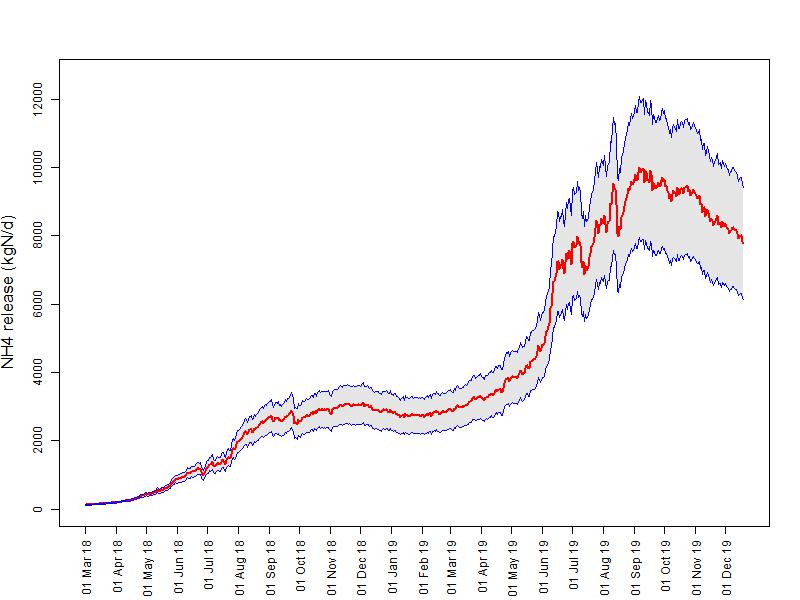 NH4 release (kgN/d)
12000
10000
8000
6000
4000
2000
0
01 Mar 18
01 Apr 18
01 May 18
01 Jun 18
01 Jul 18
01 Aug 18
01 Sep 18
01 Oct 18
01 Nov 18
01 Dec 18
01 Jan 19
01 Feb 19
01 Mar 19
01 Apr 19
01 May 19
01 Jun 19
01 Jul 19
01 Aug 19
01 Sep 19
01 Oct 19
01 Nov 19
01 Dec 19